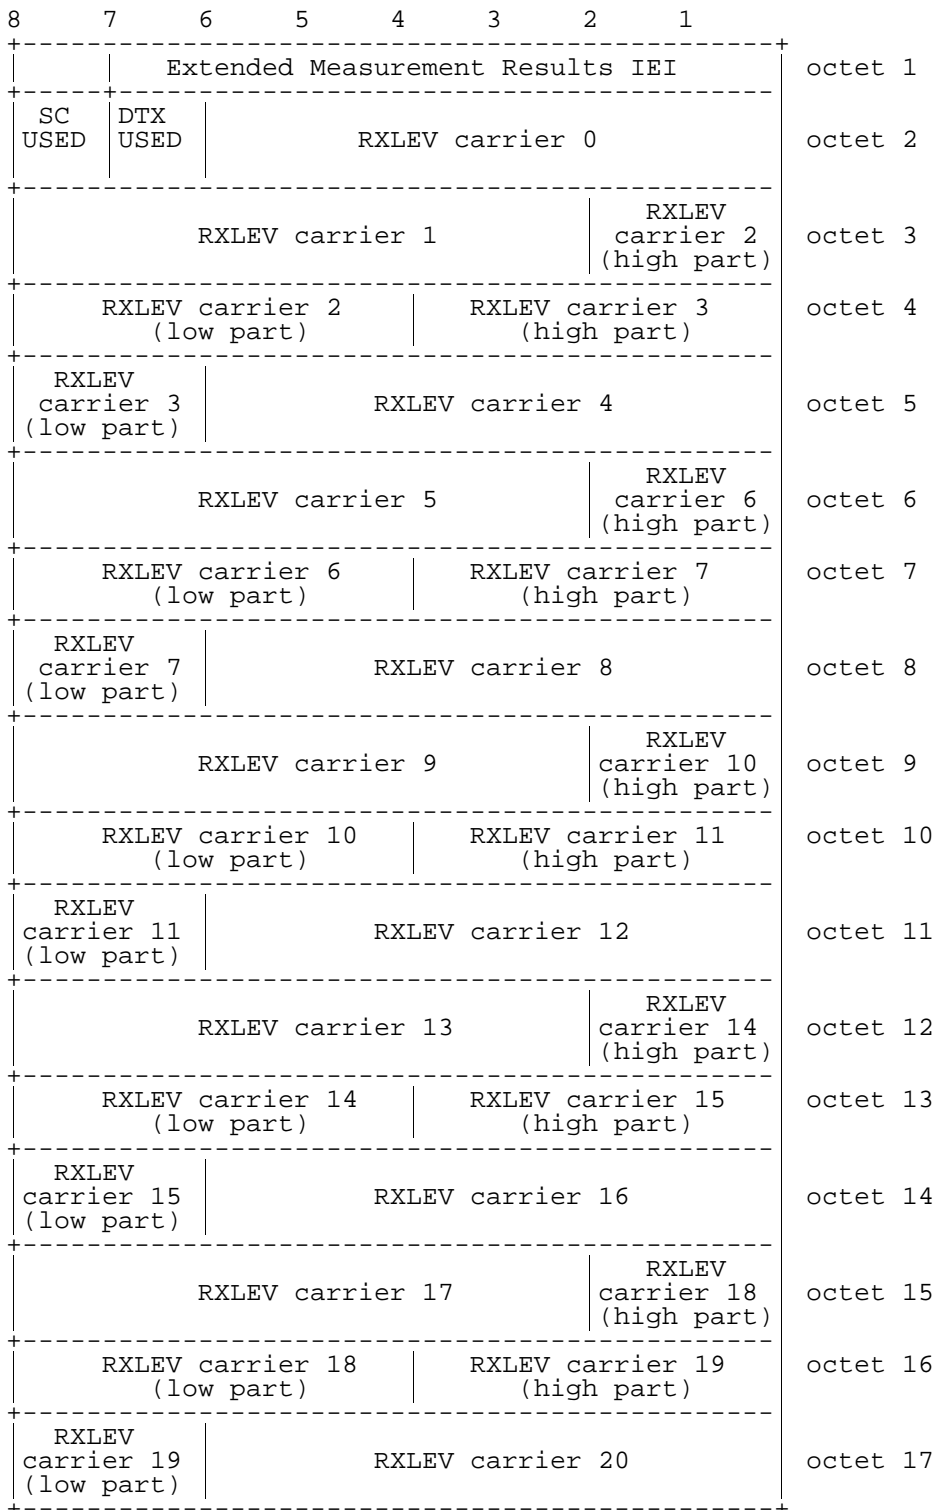 8 7 6 5 4 3 2 1
Extended Measurement Results IEI octet 1
SC DTX
USED USED RXLEV carrier 0 octet 2
RXLEV
RXLEV carrier 1 carrier 2 octet 3
(high part)
RXLEV carrier 2 RXLEV carrier 3 octet 4
(low part) (high part)
RXLEV
carrier 3 RXLEV carrier 4 octet 5
(low part)
RXLEV
RXLEV carrier 5 carrier 6 octet 6
(high part)
RXLEV carrier 6 RXLEV carrier 7 octet 7
(low part) (high part)
RXLEV
carrier 7 RXLEV carrier 8 octet 8
(low part)
RXLEV
RXLEV carrier 9 carrier 10 octet 9
(high part)
RXLEV carrier 10 RXLEV carrier 11 octet 10
(low part) (high part)
RXLEV
carrier 11 RXLEV carrier 12 octet 11
(low part)
RXLEV
RXLEV carrier 13 carrier 14 octet 12
(high part)
RXLEV carrier 14 RXLEV carrier 15 octet 13
(low part) (high part)
RXLEV
carrier 15 RXLEV carrier 16 octet 14
(low part)
RXLEV
RXLEV carrier 17 carrier 18 octet 15
(high part)
RXLEV carrier 18 RXLEV carrier 19 octet 16
(low part) (high part)
RXLEV
carrier 19 RXLEV carrier 20 octet 17
(low part)